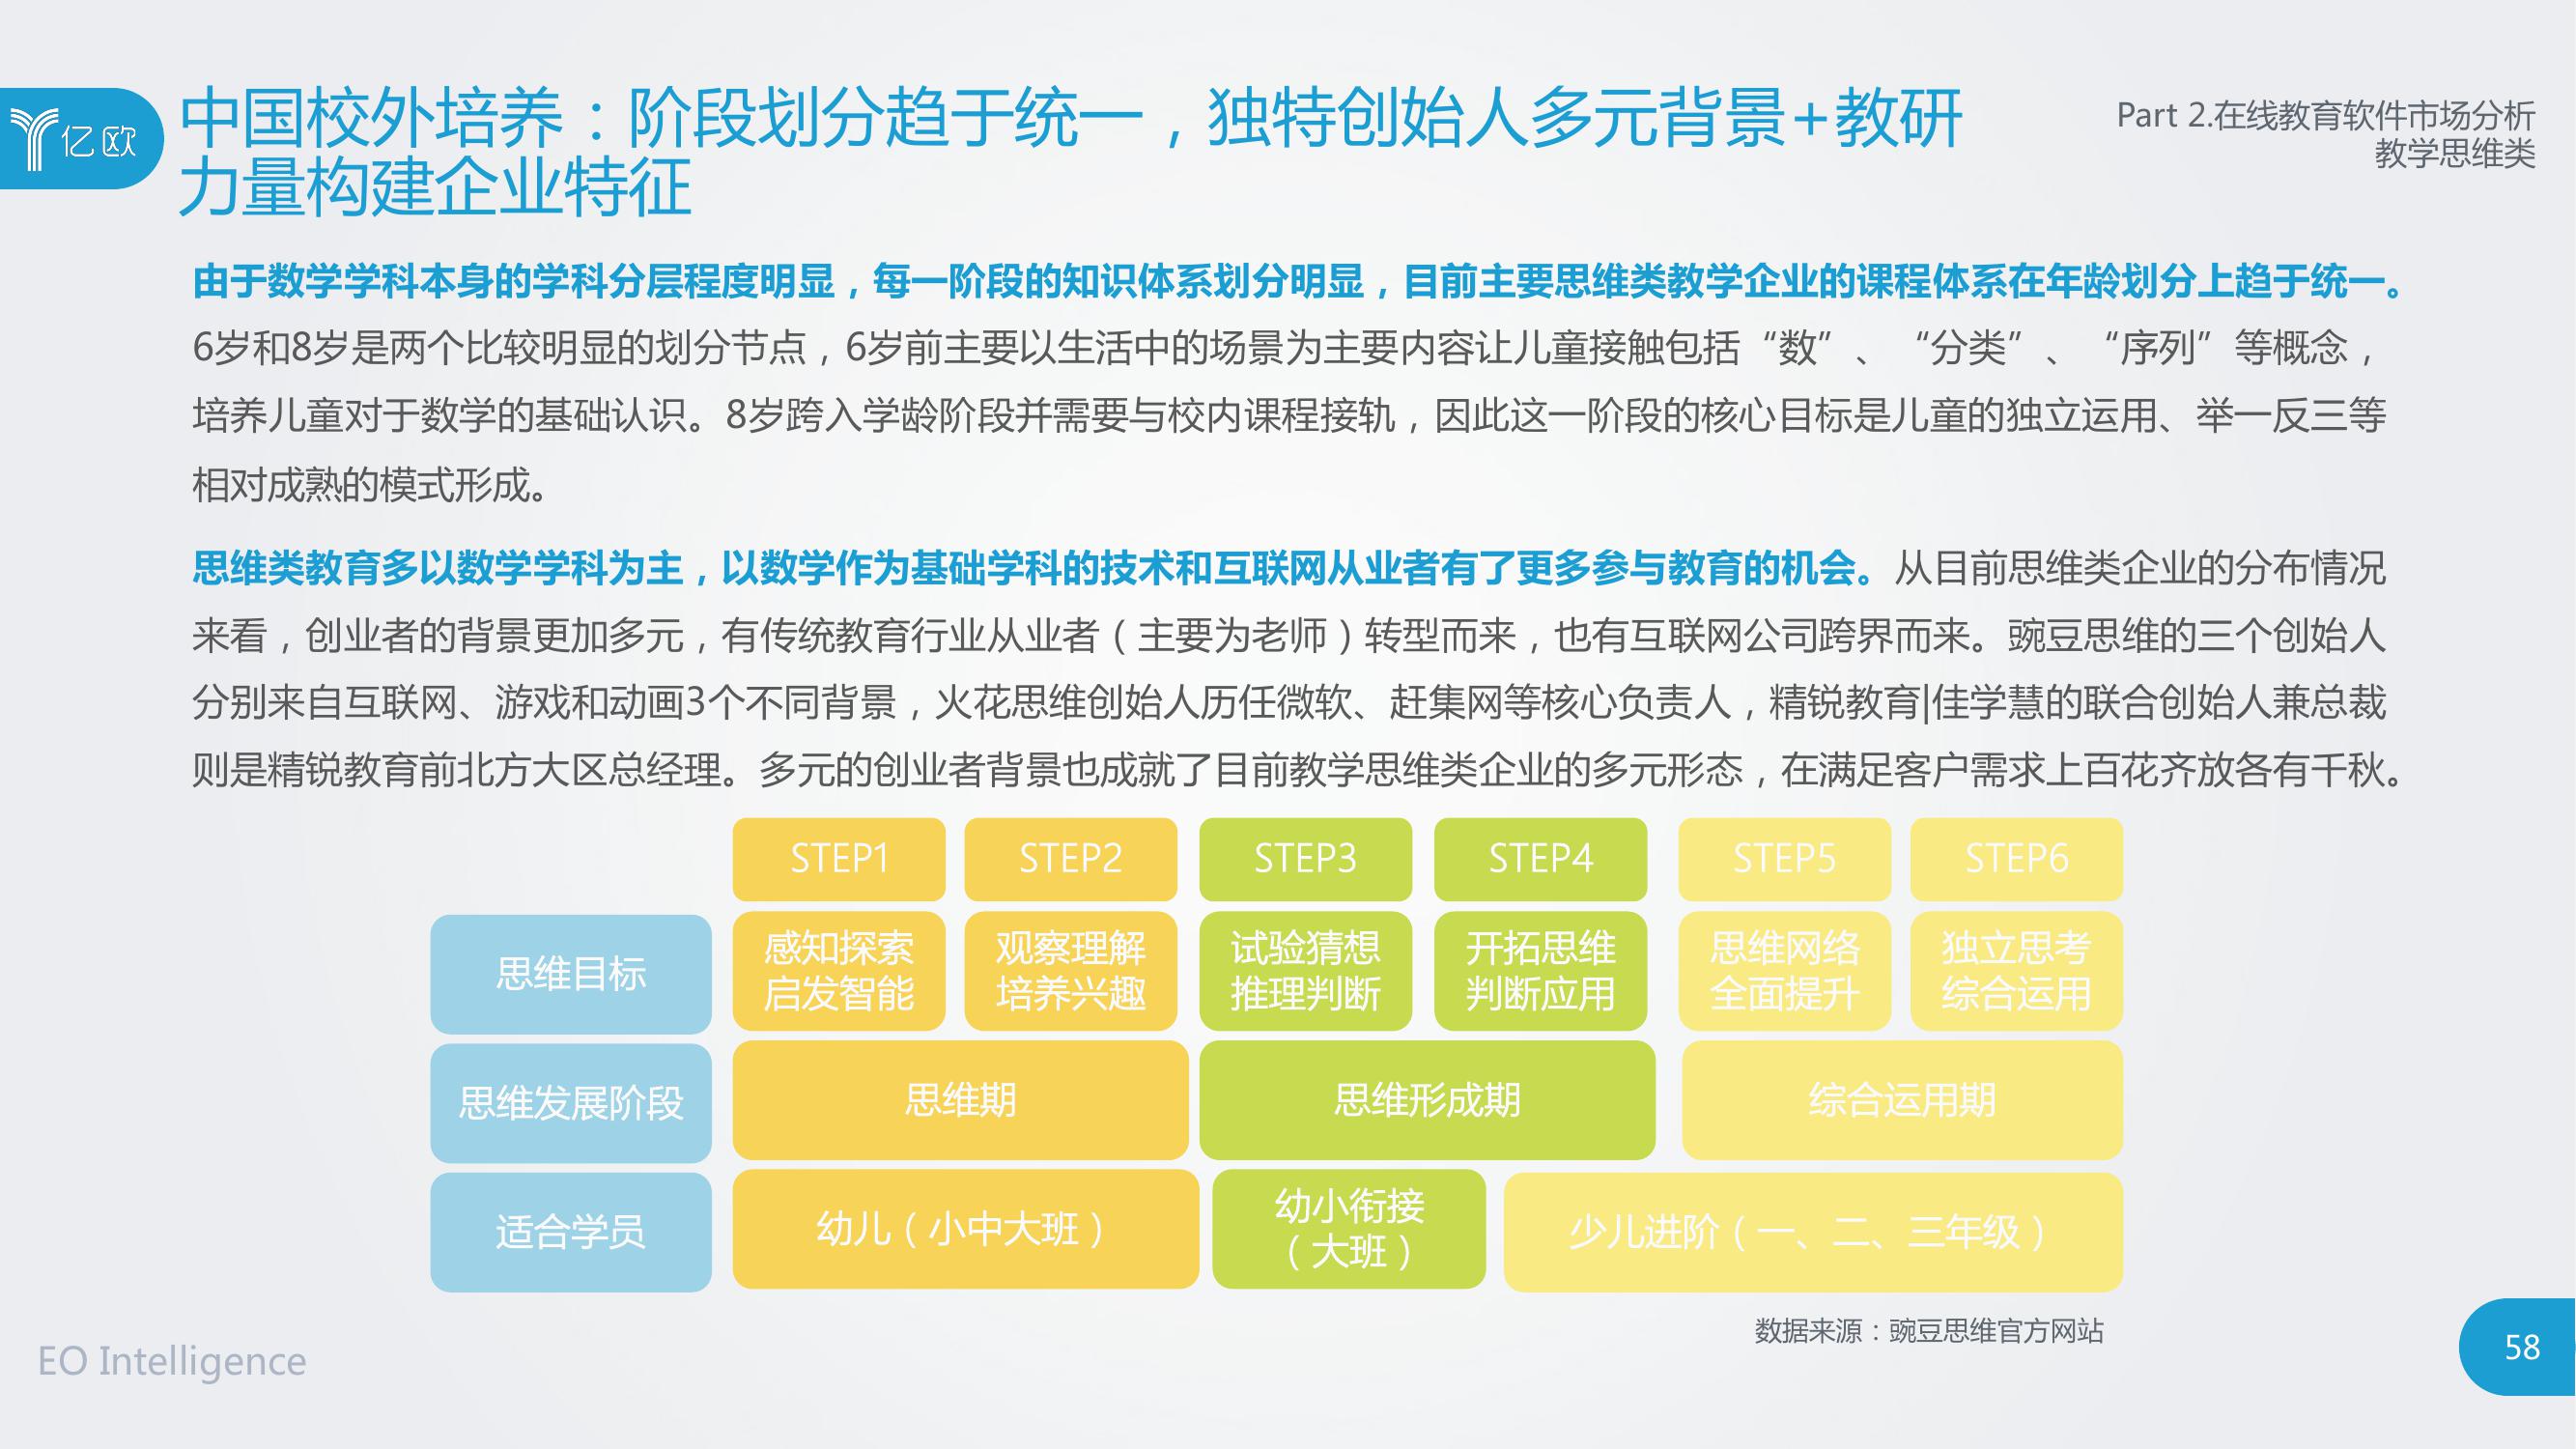 亿欧
中国校外培养：阶段划分趋于统一，独特创始人多元背景+教研
力量构建企业特征
Part 2.在线教育软件市场分析
教学思维类
由于数学学科本身的学科分层程度明显，每一阶段的知识体系划分明显，目前主要思维类教学企业的课程体系在年龄划分上趋于统一。
6岁和8岁是两个比较明显的划分节点，6岁前主要以生活中的场景为主要内容让儿童接触包括“数”、“分类”、“序列”等概念，
培养儿童对于数学的基础认识。8岁跨入学龄阶段并需要与校内课程接轨，因此这一阶段的核心目标是儿童的独立运用、举一反三等
相对成熟的模式形成。
思维类教育多以数学学科为主，以数学作为基础学科的技术和互联网从业者有了更多参与教育的机会。从目前思维类企业的分布情况
来看，创业者的背景更加多元，有传统教育行业从业者（主要为老师）转型而来，也有互联网公司跨界而来。豌豆思维的三个创始人
分别来自互联网、游戏和动画3个不同背景，火花思维创始人历任微软、赶集网等核心负责人，精锐教育|佳学慧的联合创始人兼总裁
则是精锐教育前北方大区总经理。多元的创业者背景也成就了目前教学思维类企业的多元形态，在满足客户需求上百花齐放各有千秋。
STEP1
STEP2
STEP3
STEP4
STEP5
STEP6
思维目标
感知探索
启发智能
观察理解
培养兴趣
试验猜想
推理判断
开拓思维
判断应用
思维网络
全面提升
独立思考
综合运用
思维发展阶段
思维期
思维形成期
综合运用期
适合学员
幼儿（小中大班）
幼小衔接
（大班）
少儿进阶（一、二、三年级）
数据来源：豌豆思维官方网站
EO Intelligence
58